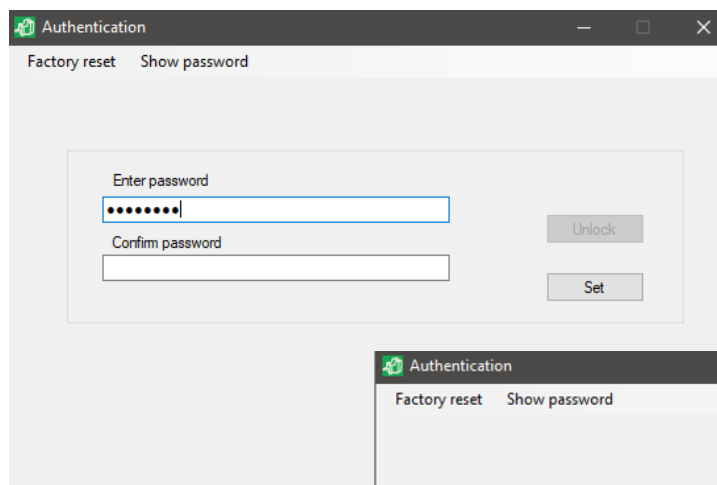 Authentication
Factory reset Show password
Enter password
••••••••
Unlock
Confirm password
Set
Authentication
Factory reset Show password